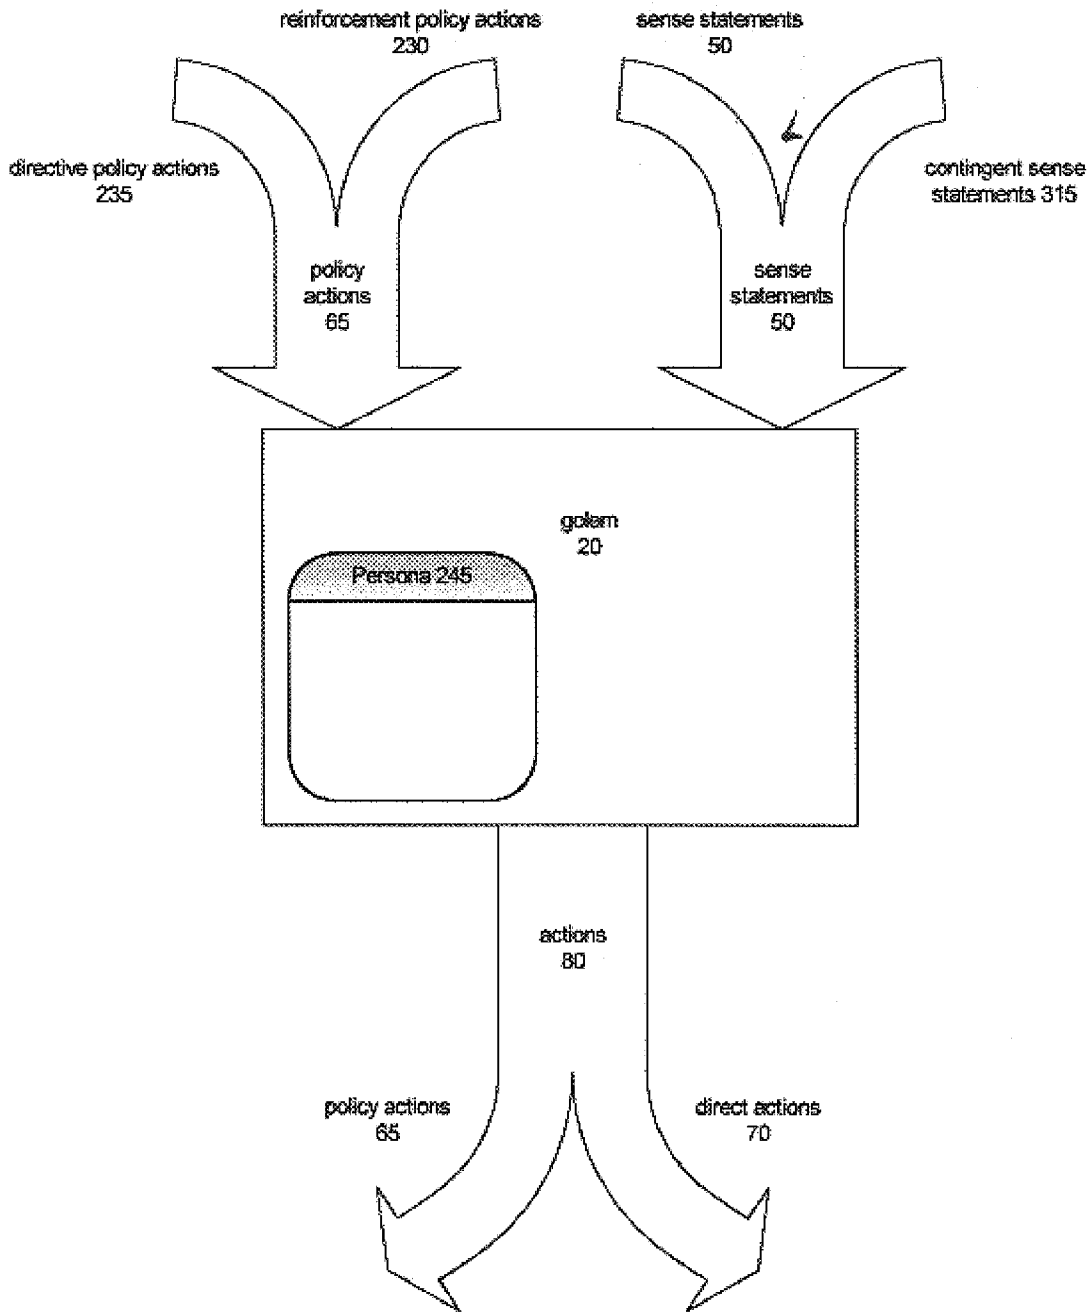 reinforcement policy actions
230
sense statements
50
directive policy actions
235
contingent sense
statements 315
policy
actions
65
sense
statements
50
golem
20
Persona 245
actions
80
policy actions
65
direct actions
70